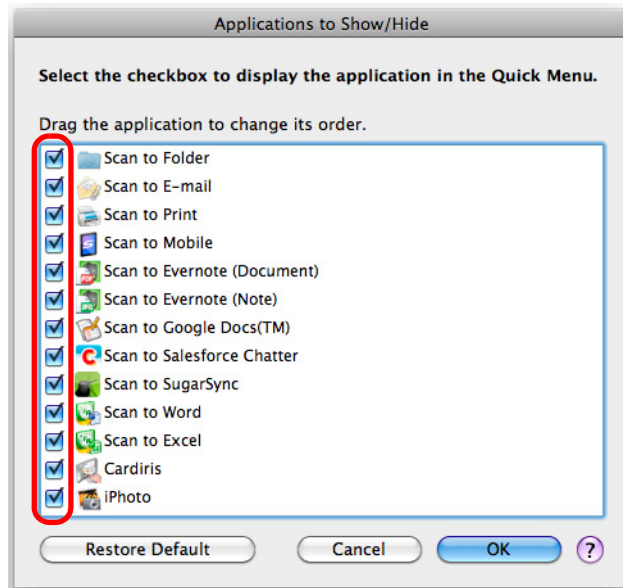 Applications to Show/Hide
Select the checkbox to display the application in the Quick Menu.
Drag the application to change its order.
Scan to Folder
Scan to E-mail
Scan to Print
Scan to Mobile
Scan to Evernote (Document)
Scan to Evernote (Note)
Scan to Google Docs(TM)
Scan to Salesforce Chatter
Scan to SugarSync
Scan to Word
Scan to Excel
Cardiris
iPhoto
Restore Default Cancel OK ?